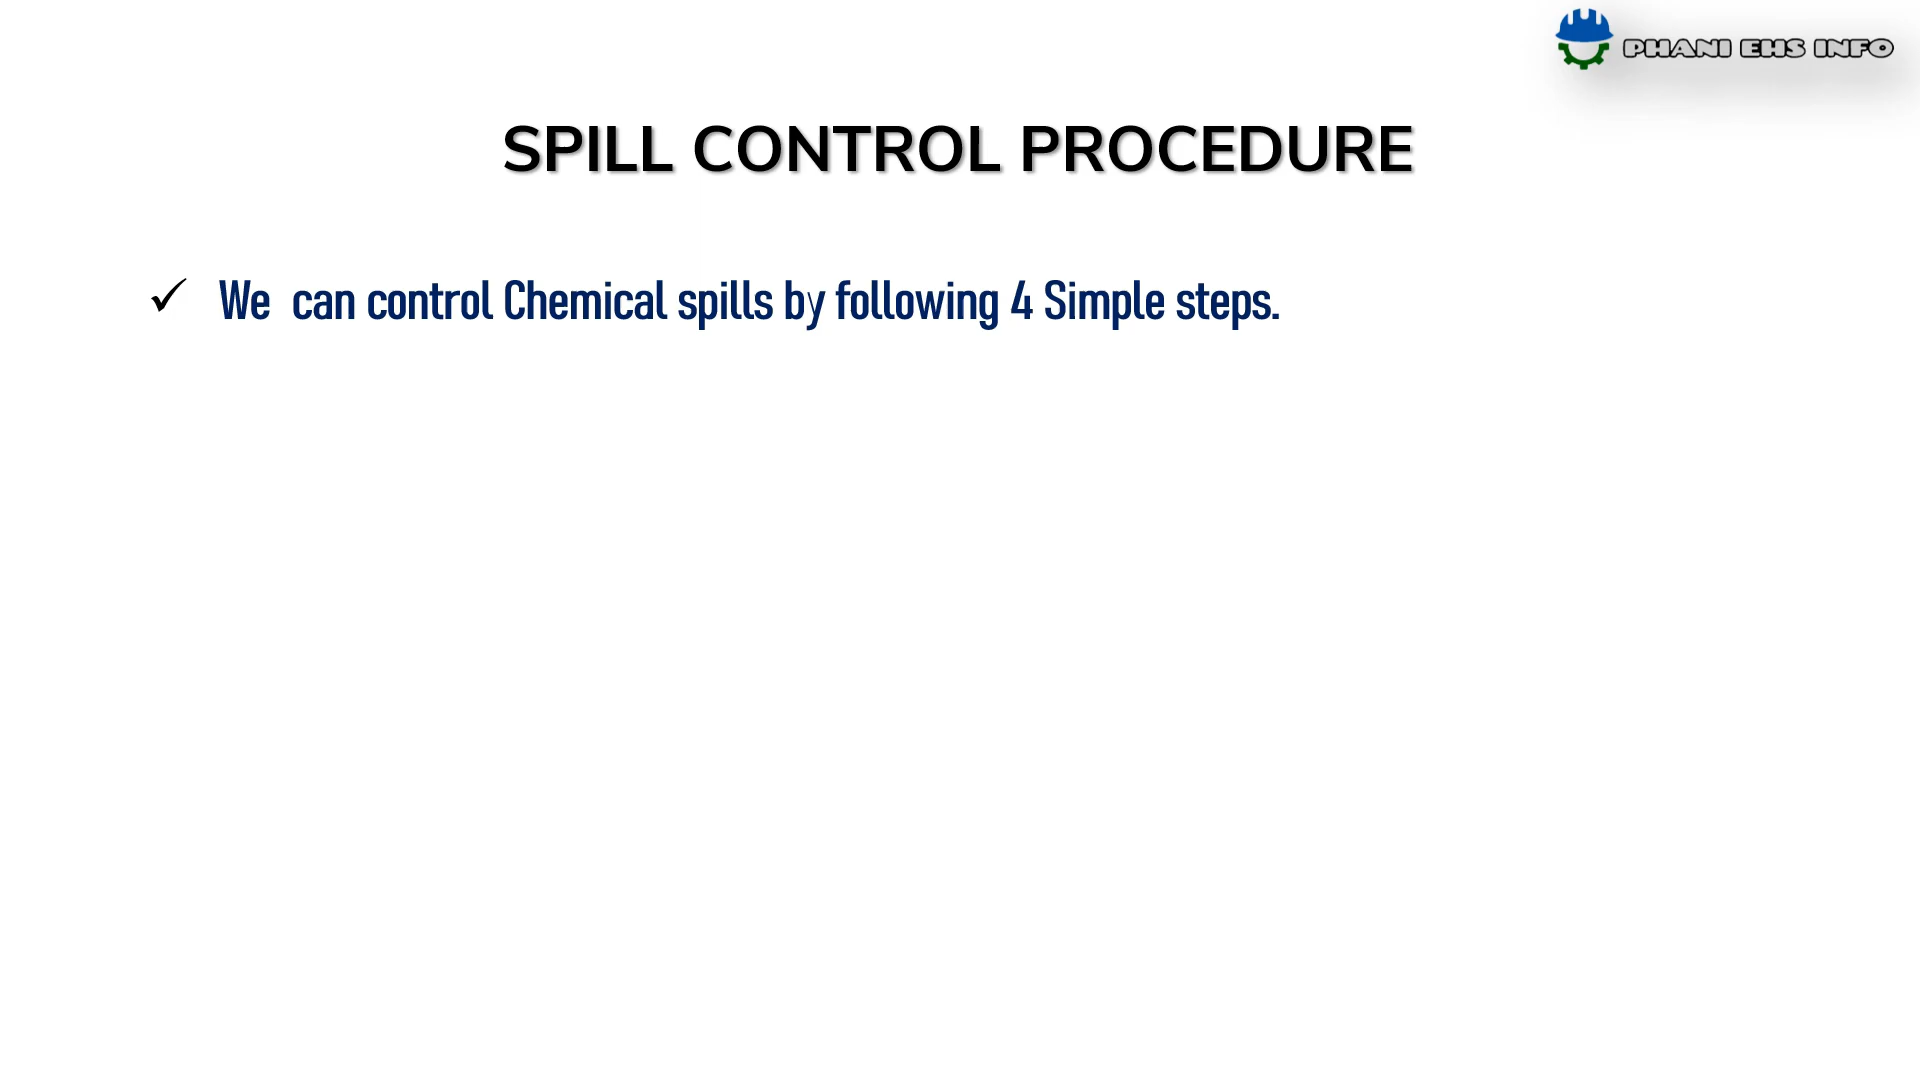 PHANI EHS INFO
SPILL CONTROL PROCEDURE
✓ We can control Chemical spills by following 4 Simple steps.